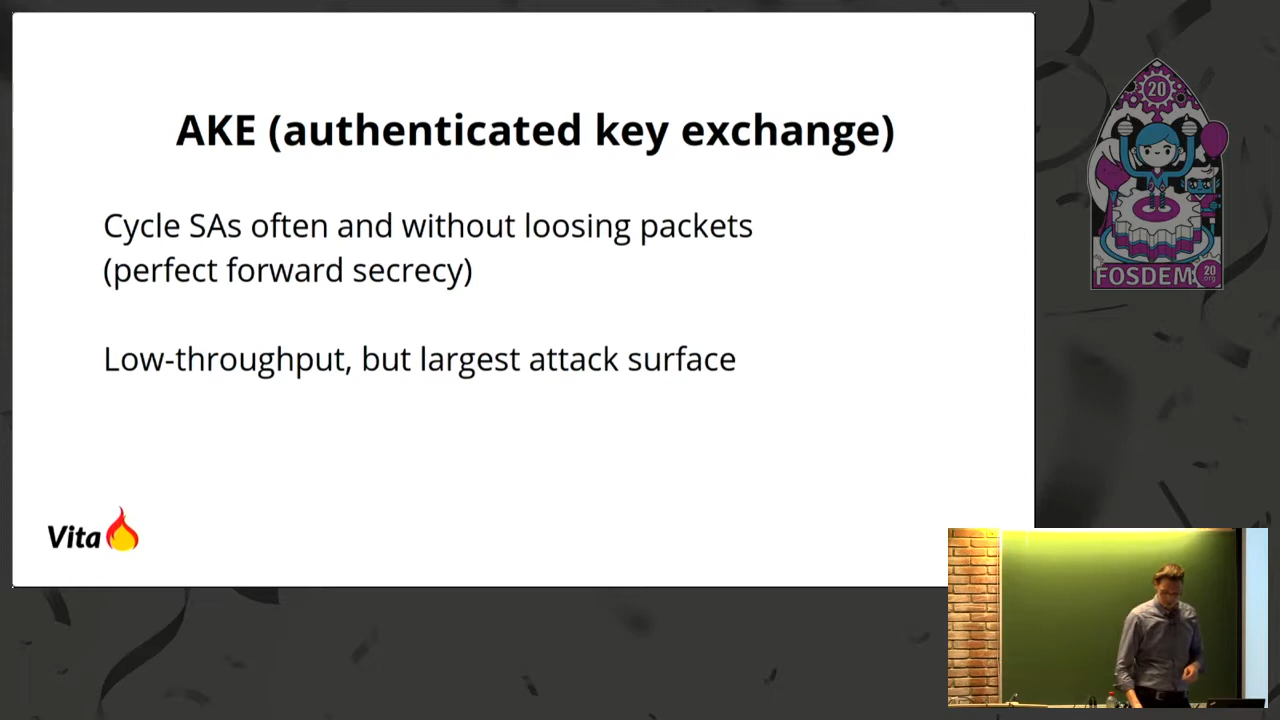 AKE (authenticated key exchange)
Cycle SAs often and without loosing packets
(perfect forward secrecy)
Low-throughput, but largest attack surface
Vita
20
FOSDEM
20
org